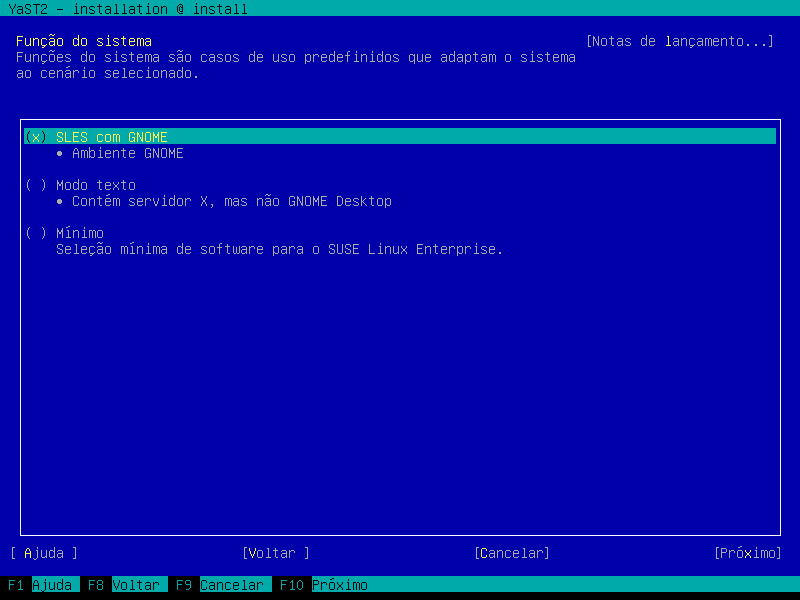 YaST2 - installation @ install
Função do sistema [Notas de lançamento...]
Funções do sistema são casos de uso predefinidos que adaptam o sistema
ao cenário selecionado.
(x) SLES com GNOME
• Ambiente GNOME
( ) Modo texto
• Contém servidor X, mas não GNOME Desktop
( ) Mínimo
Seleção mínima de software para o SUSE Linux Enterprise.
[ Ajuda ] [Voltar ] [Cancelar] [Próximo]
F1 Ajuda F8 Voltar F9 Cancelar F10 Próximo